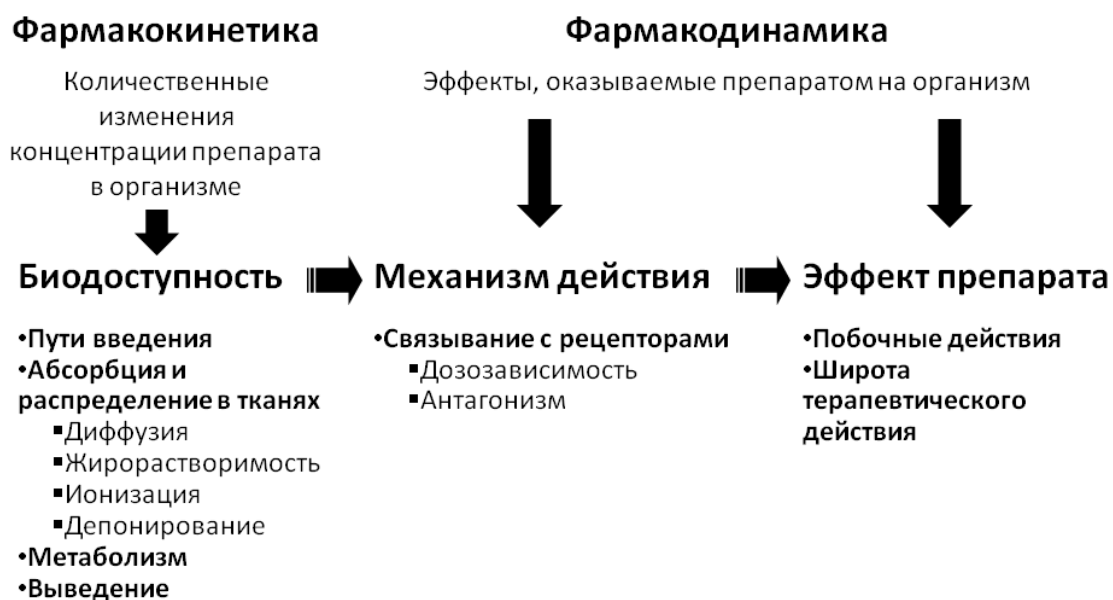 Фармакокинетика
Количественные
изменения
концентрации препарата
в организме
Фармакодинамика
Эффекты, оказываемые препаратом на организм
Биодоступность
•Пути введения
•Абсорбция и
распределение в тканях
▪Диффузия
▪Жирорастворимость
▪Ионизация
▪Депонирование
•Метаболизм
•Выведение
Механизм действия
•Связывание с рецепторами
▪Дозозависимость
▪Антагонизм
Эффект препарата
•Побочные действия
•Широта
терапевтического
действия